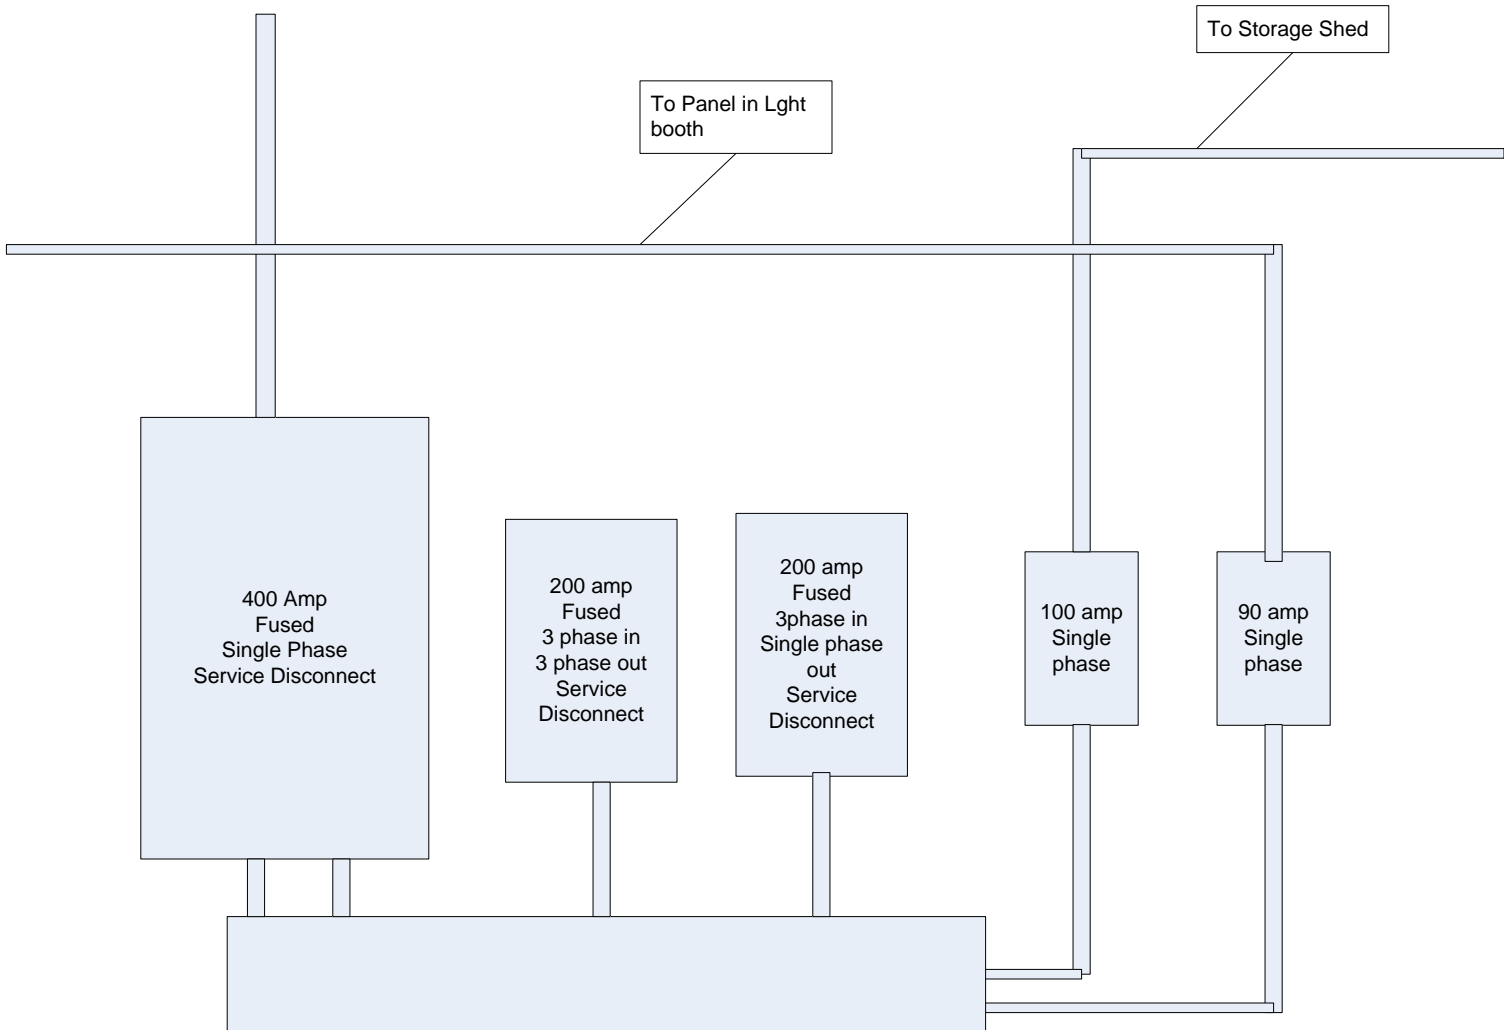 To Storage Shed
To Panel in Lght
booth
400 Amp
Fused
Single Phase
Service Disconnect
200 amp
Fused
3 phase in
3 phase out
Service
Disconnect
200 amp
Fused
3phase in
Single phase
out
Service
Disconnect
100 amp
Single
phase
90 amp
Single
phase